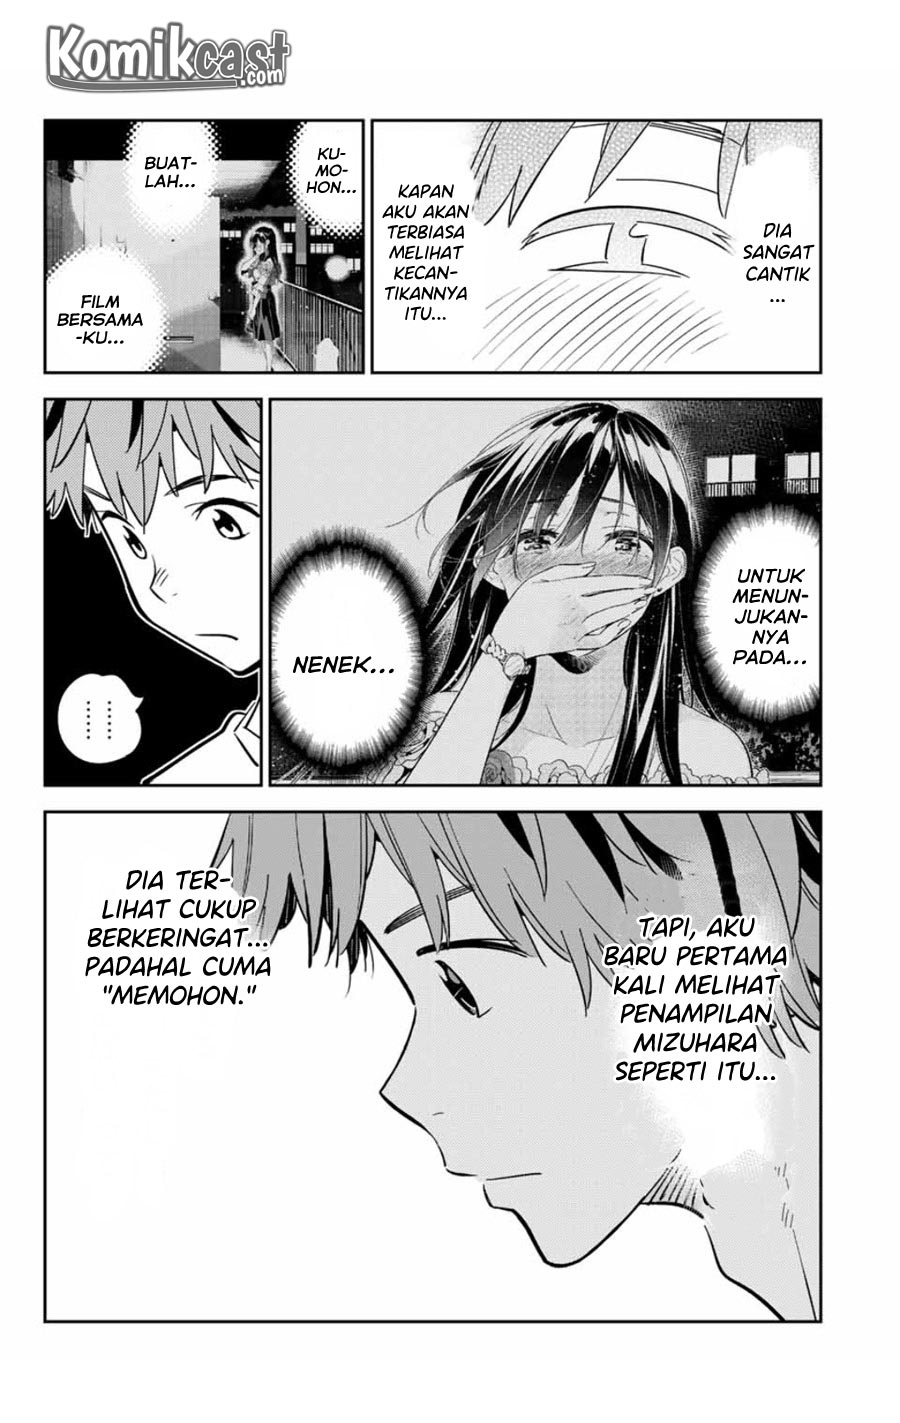 Komikcast
.com
DIA
SANGAT
CANTIK
...
KAPAN
AKU AKAN
TERBIASA
MELIHAT
KECAN-
TIKANNYA
ITU...
KU-
MO-
HON...
BUAT-
LAH...
FILM
BERSAMA
-KU...
UNTUK
MENUN-
JUKAN-
NYA
PADA...
NENEK...
......
......
TAPI, AKU
BARU PERTAMA
KALI MELIHAT
PENAMPILAN
MIZUHARA
SEPERTI ITU...
DIA TER-
LIHAT CUKUP
BERKERINGAT...
PADAHAL CUMA
"MEMOHON."